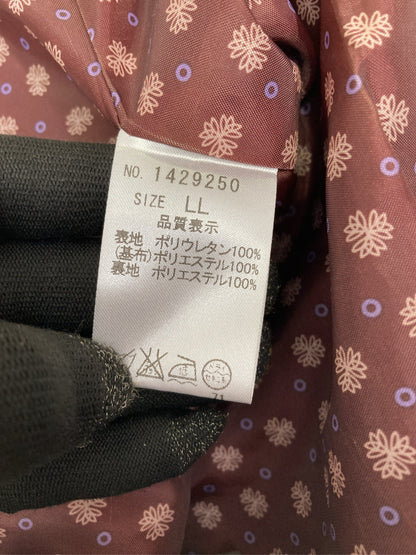 NO. 1429250
SIZE LL
品質表示
表地 ポリウレタン100%
(基布)ポリエステル100%
裏地 ポリエステル100%
71